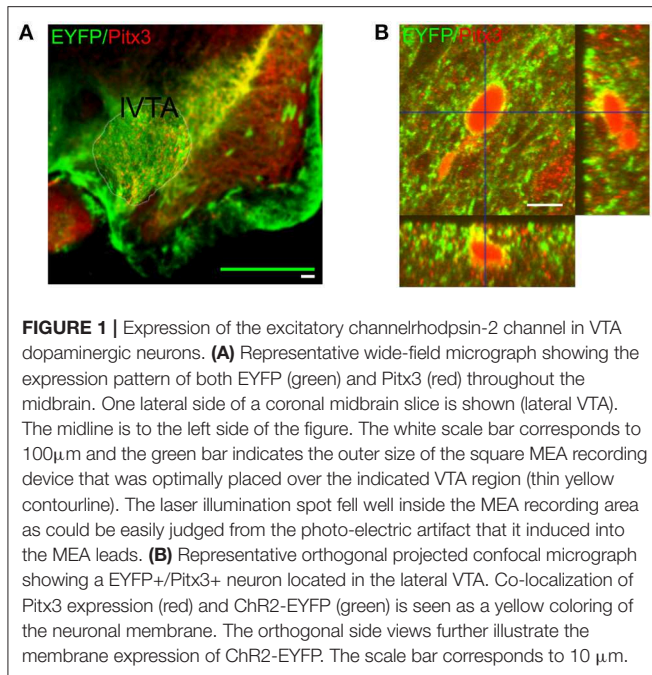 A
EYFP/Pitx3
lVTA
B
EYFP/Pitx3
FIGURE 1 | Expression of the excitatory channelrhodpsin-2 channel in VTA
dopaminergic neurons. (A) Representative wide-field micrograph showing the
expression pattern of both EYFP (green) and Pitx3 (red) throughout the
midbrain. One lateral side of a coronal midbrain slice is shown (lateral VTA).
The midline is to the left side of the figure. The white scale bar corresponds to
100μm and the green bar indicates the outer size of the square MEA recording
device that was optimally placed over the indicated VTA region (thin yellow
contourline). The laser illumination spot fell well inside the MEA recording area
as could be easily judged from the photo-electric artifact that it induced into
the MEA leads. (B) Representative orthogonal projected confocal micrograph
showing a EYFP+/Pitx3+ neuron located in the lateral VTA. Co-localization of
Pitx3 expression (red) and ChR2-EYFP (green) is seen as a yellow coloring of
the neuronal membrane. The orthogonal side views further illustrate the
membrane expression of ChR2-EYFP. The scale bar corresponds to 10 μm.